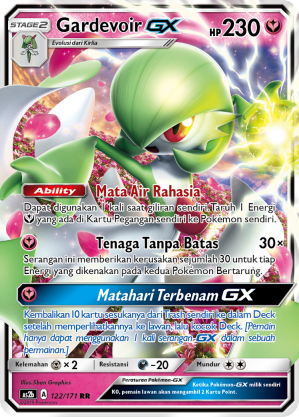 STAGE2 Gardevoir GX HP 230
Evolusi dari Kirlia
Ability Mata Air Rahasia
Dapat digunakan 1 kali saat giliran sendiri. Taruh 1 Energi
yang ada di Kartu Pegangan sendiri ke Pokémon sendiri.
Tenaga Tanpa Batas 30×
Serangan ini memberikan kerusakan sejumlah 30 untuk tiap
Energi yang dikenakan pada kedua Pokémon Bertarung.
Matahari Terbenam GX
Kembalikan 10 kartu sesukanya dari Trash sendiri ke dalam Deck
setelah memperlihatkannya ke lawan, lalu kocok Deck. [Pemain
hanya dapat menggunakan 1 kali serangan GX dalam suatu
permainan.]
Kelemahan ×2 Resistansi -20 Mundur
Illus. 5ban Graphics
as2b A 122/171 RR
Peraturan Pokémon-GX
Ketika Pokémon-GX milik sendiri
KO, pemain lawan akan mendapatkan 2 Kartu Point.